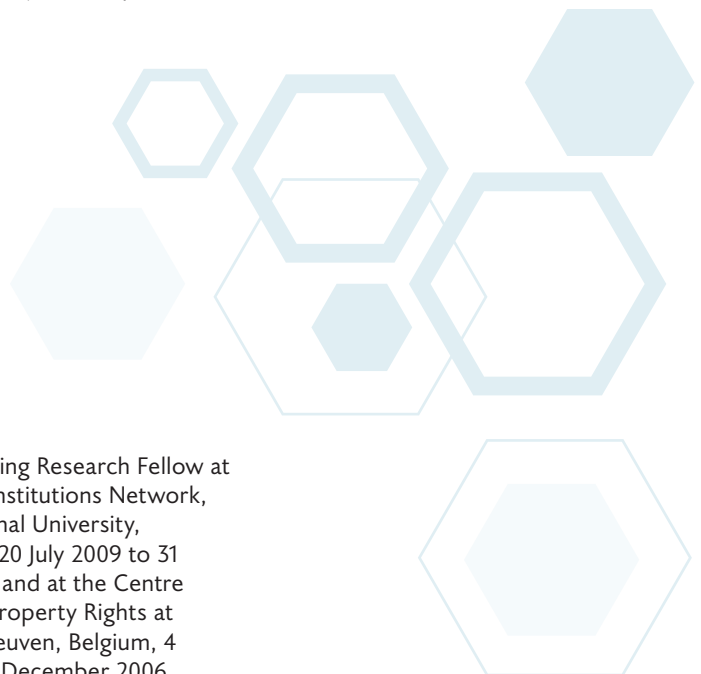 ing Research Fellow at
nstitutions Network,
nal University,
20 July 2009 to 31
and at the Centre
roperty Rights at
euven, Belgium, 4
December 2006